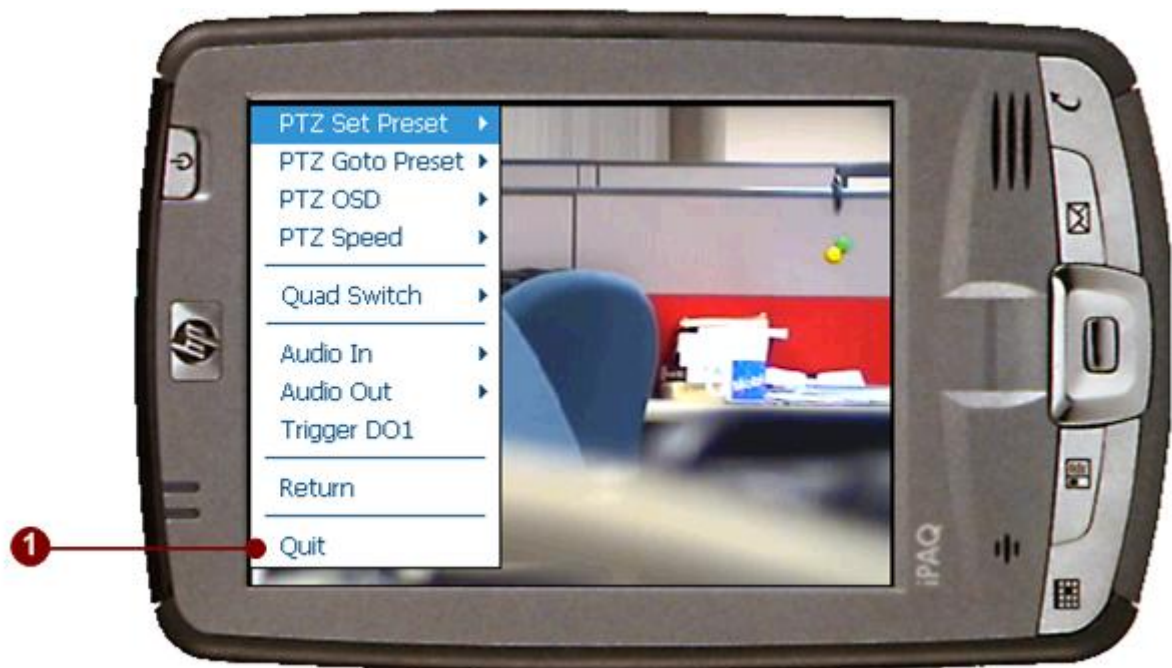 PTZ Set Preset
PTZ Goto Preset
PTZ OSD
PTZ Speed
Quad Switch
Audio In
Audio Out
Trigger DO1
Return
Quit
1
hp
iPAQ